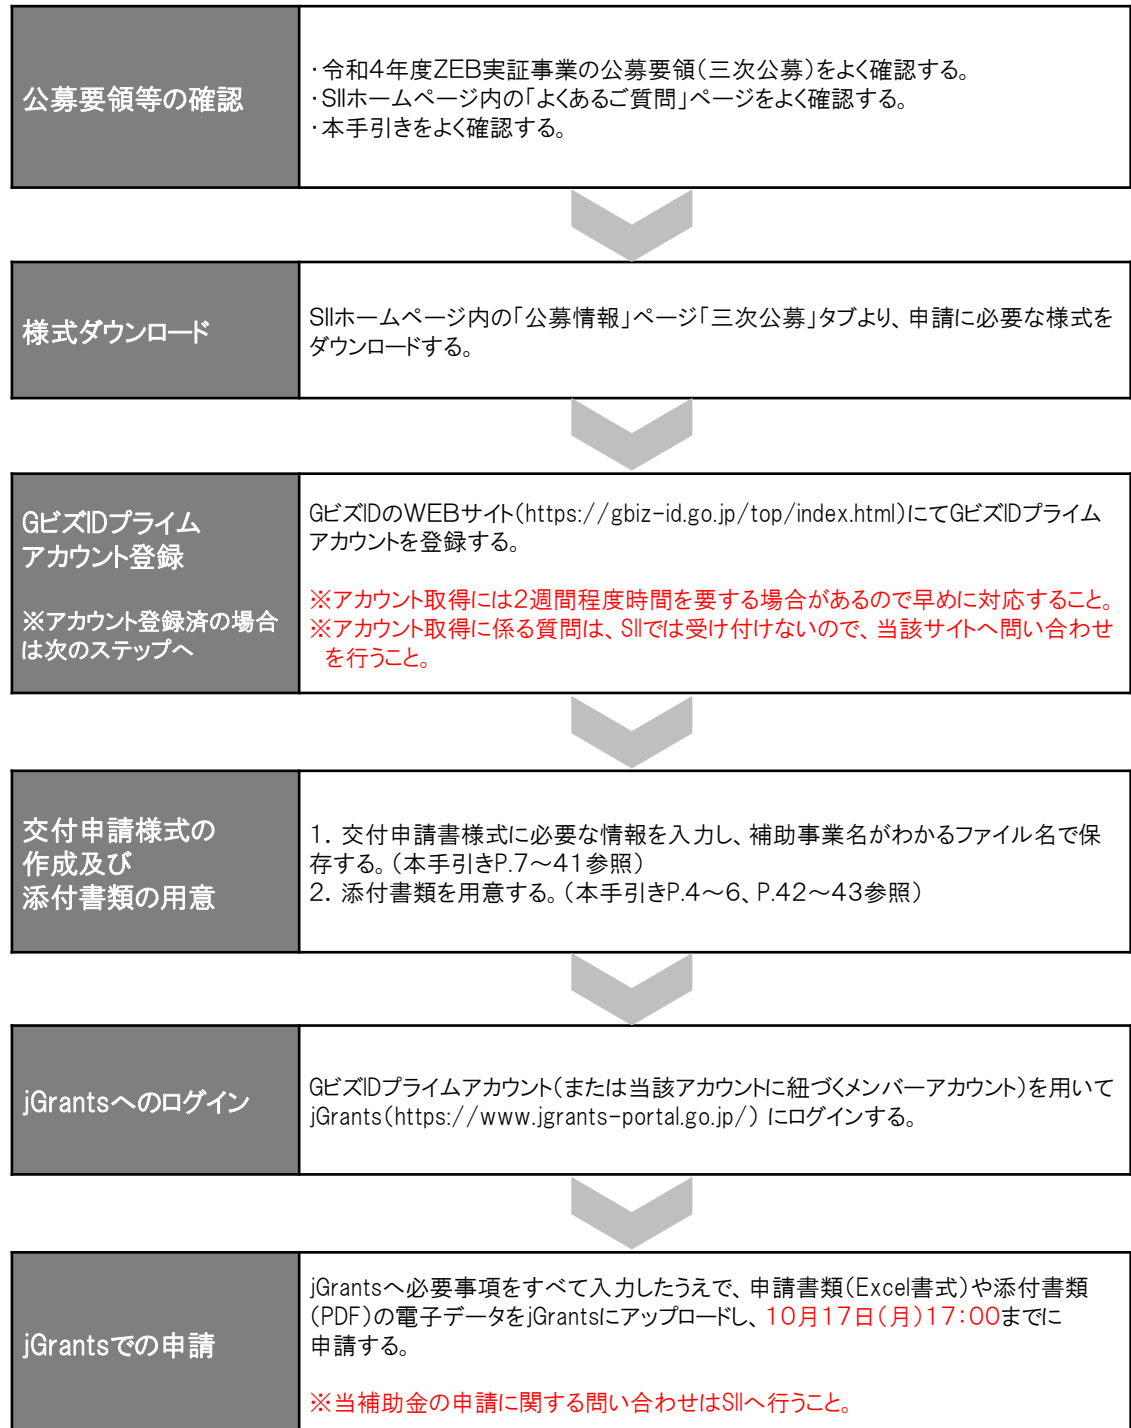 公募要領等の確認
・令和4年度ZEB実証事業の公募要領（三次公募）をよく確認する。
・SIIホームページ内の「よくあるご質問」ページをよく確認する。
・本手引きをよく確認する。
様式ダウンロード
SIIホームページ内の「公募情報」ページ「三次公募」タブより、申請に必要な様式を
ダウンロードする。
GビズIDプライム
アカウント登録
※アカウント登録済の場合
は次のステップへ
GビズIDのWEBサイト（https://gbiz-id.go.jp/top/index.html）にてGビズIDプライム
アカウントを登録する。
※アカウント取得には2週間程度時間を要する場合があるので早めに対応すること。
※アカウント取得に係る質問は、SIIでは受け付けないので、当該サイトへ問い合わせ
を行うこと。
交付申請様式の
作成及び
添付書類の用意
1．交付申請書様式に必要な情報を入力し、補助事業名がわかるファイル名で保
存する。（本手引きP.7～41参照）
2．添付書類を用意する。（本手引きP.4～6、P.42～43参照）
jGrantsへのログイン
GビズIDプライムアカウント（または当該アカウントに紐づくメンバーアカウント）を用いて
jGrants（https://www.jgrants-portal.go.jp/）にログインする。
jGrantsでの申請
jGrantsへ必要事項をすべて入力したうえで、申請書類（Excel書式）や添付書類
（PDF）の電子データをjGrantsにアップロードし、10月17日（月）17：00までに
申請する。
※当補助金の申請に関する問い合わせはSIIへ行うこと。